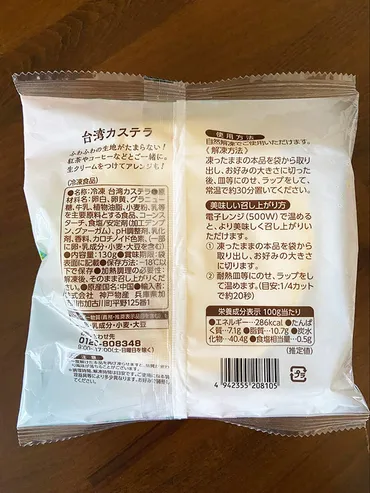 台湾カステラ
ふわふわの生地がたまらない!
紅茶やコーヒーなどとご一緒に。
生クリームをつけてアレンジも!
(冷凍食品)
●名称:冷凍 台湾カステラ●原
材料名:卵白、卵黄、グラニュー
糖、牛乳、植物油脂、小麦粉、乳等
を主要原料とする食品、コーンス
ターチ、食塩/安定剤(加工デンプ
ン、グァーガム)、pH調整剤、乳化
剤、香料、カロチノイド色素、(一部
に卵・乳成分・小麦・大豆を含む)
●内容量:130g●賞味期限:袋
表面に記載●保存方法:-18℃以
下で保存●加熱調理の必要性:
解凍後、そのまま召し上がりくだ
さい。●原産国名:中国●輸入者:
株式会社 神戸物産 兵庫県加
古川市加古川町平野125番1
乳成分・小麦・大豆
0120-808348
9:00~17:00(土・日曜日を除く)
使用方法
自然解凍でご使用いただけます。
《解凍方法》
凍ったままの本品を袋から取り
出し、お好みの大きさに切った
後、皿等にのせ、ラップをして、
常温で約30分置いてください。
美味しい召し上がり方
電子レンジ(500W)で温める
と、より美味しく召し上がりい
ただけます。
① 凍ったままの本品を袋から
取り出し、お好みの大きさ
に切ります。
② 耐熱皿等にのせ、ラップを
して温めます。(目安:1/4カッ
トで約20秒)
栄養成分表示 100g当たり
●エネルギー…286kcal●たんぱ
く質…7.1g●脂質…10.7g●炭水
化物…40.4g●食塩相当量…0.5g
(推定値)
4 942355 208105